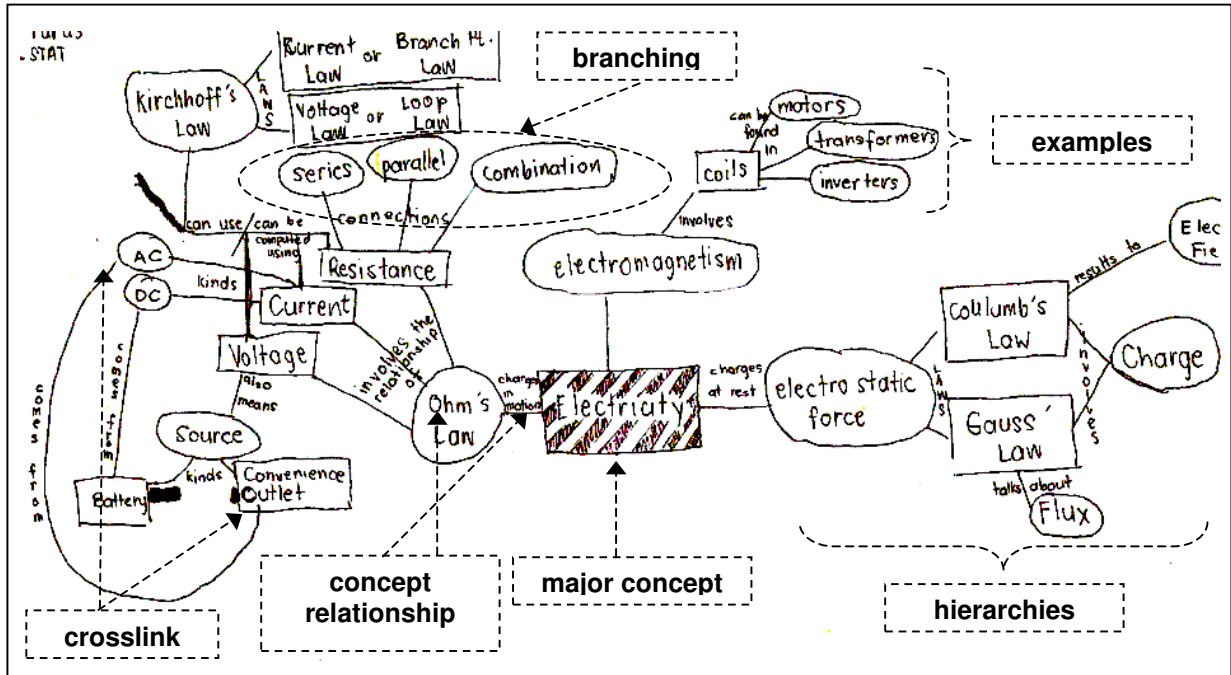 STAT
Kirchhoff's
Law
LAWS
Current or Branch Pt.
Law Law
Voltage or Loop
Law Law
branching
series
parallel
combination
connections
can use/can be
computed using
AC
DC
kinds
Resistance
Current
Voltage
also
means
Source
kinds
Battery
Convenience
Outlet
comes from
comes from
involves the
relationship
of
Ohm's
Law
charges
in
motion
Electricity
electromagnetism
involves
coils
can be
found
in
motors
transformers
inverters
examples
charges
at rest
electro static
force
LAWS
Coulumb's
Law
Gauss'
Law
results to
Elec
Fie
involves
Charge
talks about
Flux
crosslink
concept
relationship
major concept
hierarchies